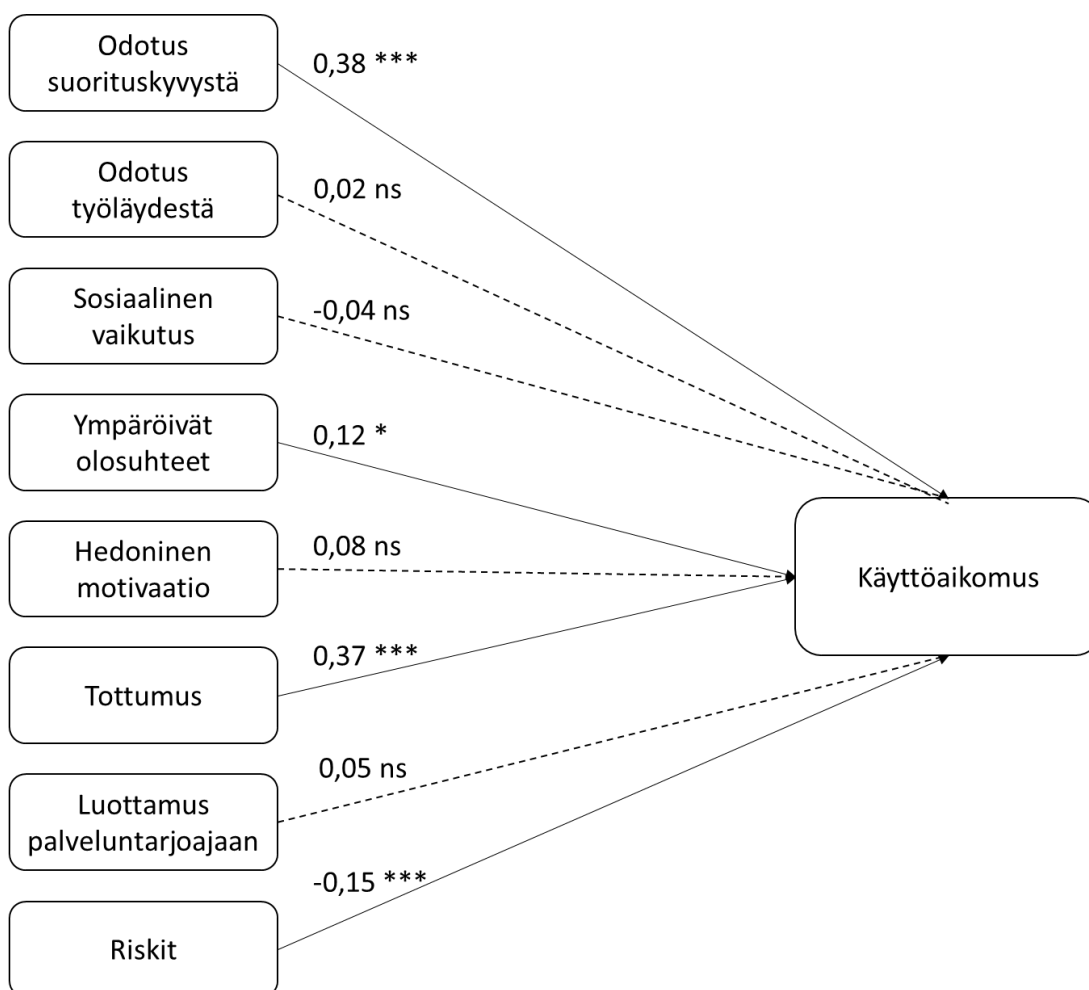 Odotus
suorituskyvystä
0,38 ***
Odotus
työläydestä
0,02 ns
Sosiaalinen
vaikutus
-0,04 ns
Ympäröivät
olosuhteet
0,12 *
Hedoninen
motivaatio
0,08 ns
Käyttöaikomus
Tottumus
0,37 ***
Luottamus
palveluntarjoajaan
0,05 ns
Riskit
-0,15 ***